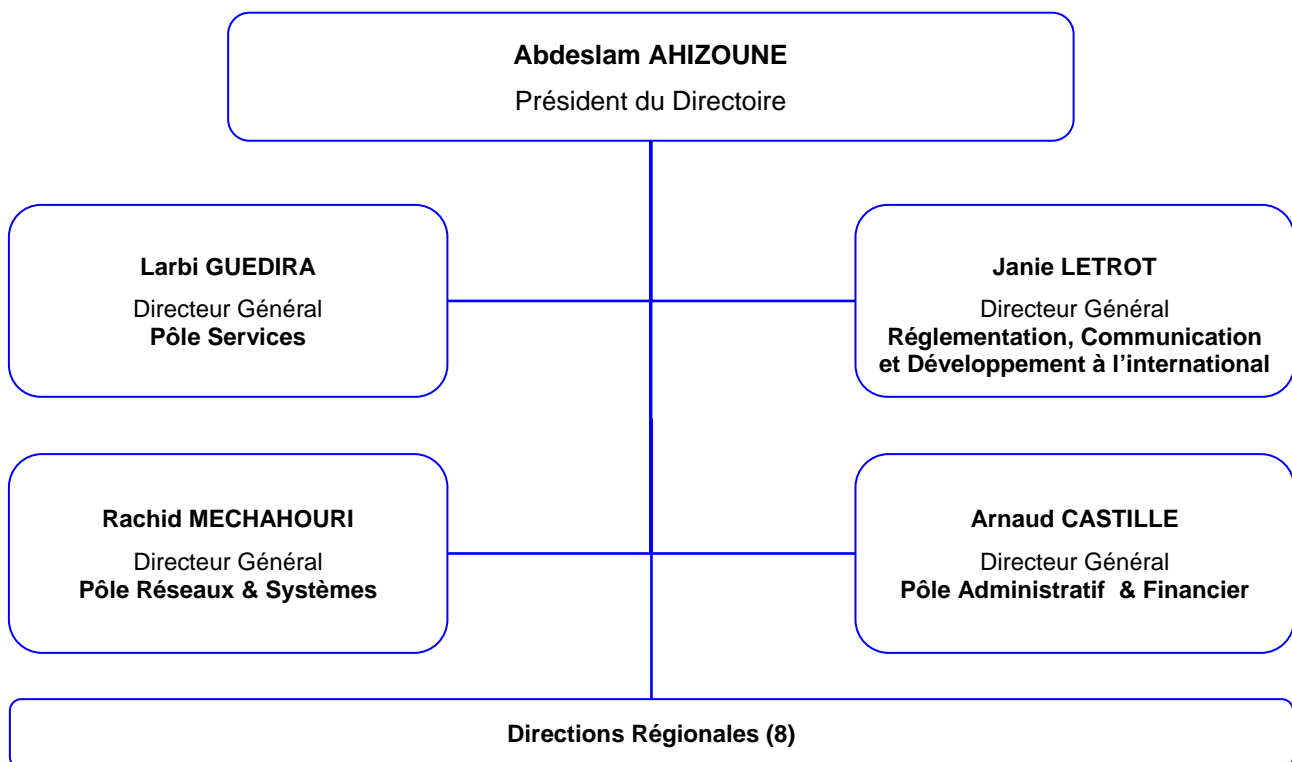 Abdeslam AHIZOUNE
Président du Directoire
Larbi GUEDIRA
Directeur Général
Pôle Services
Janie LETROT
Directeur Général
Réglementation, Communication
et Développement à l'international
Rachid MECHAHOURI
Directeur Général
Pôle Réseaux & Systèmes
Arnaud CASTILLE
Directeur Général
Pôle Administratif & Financier
Directions Régionales (8)